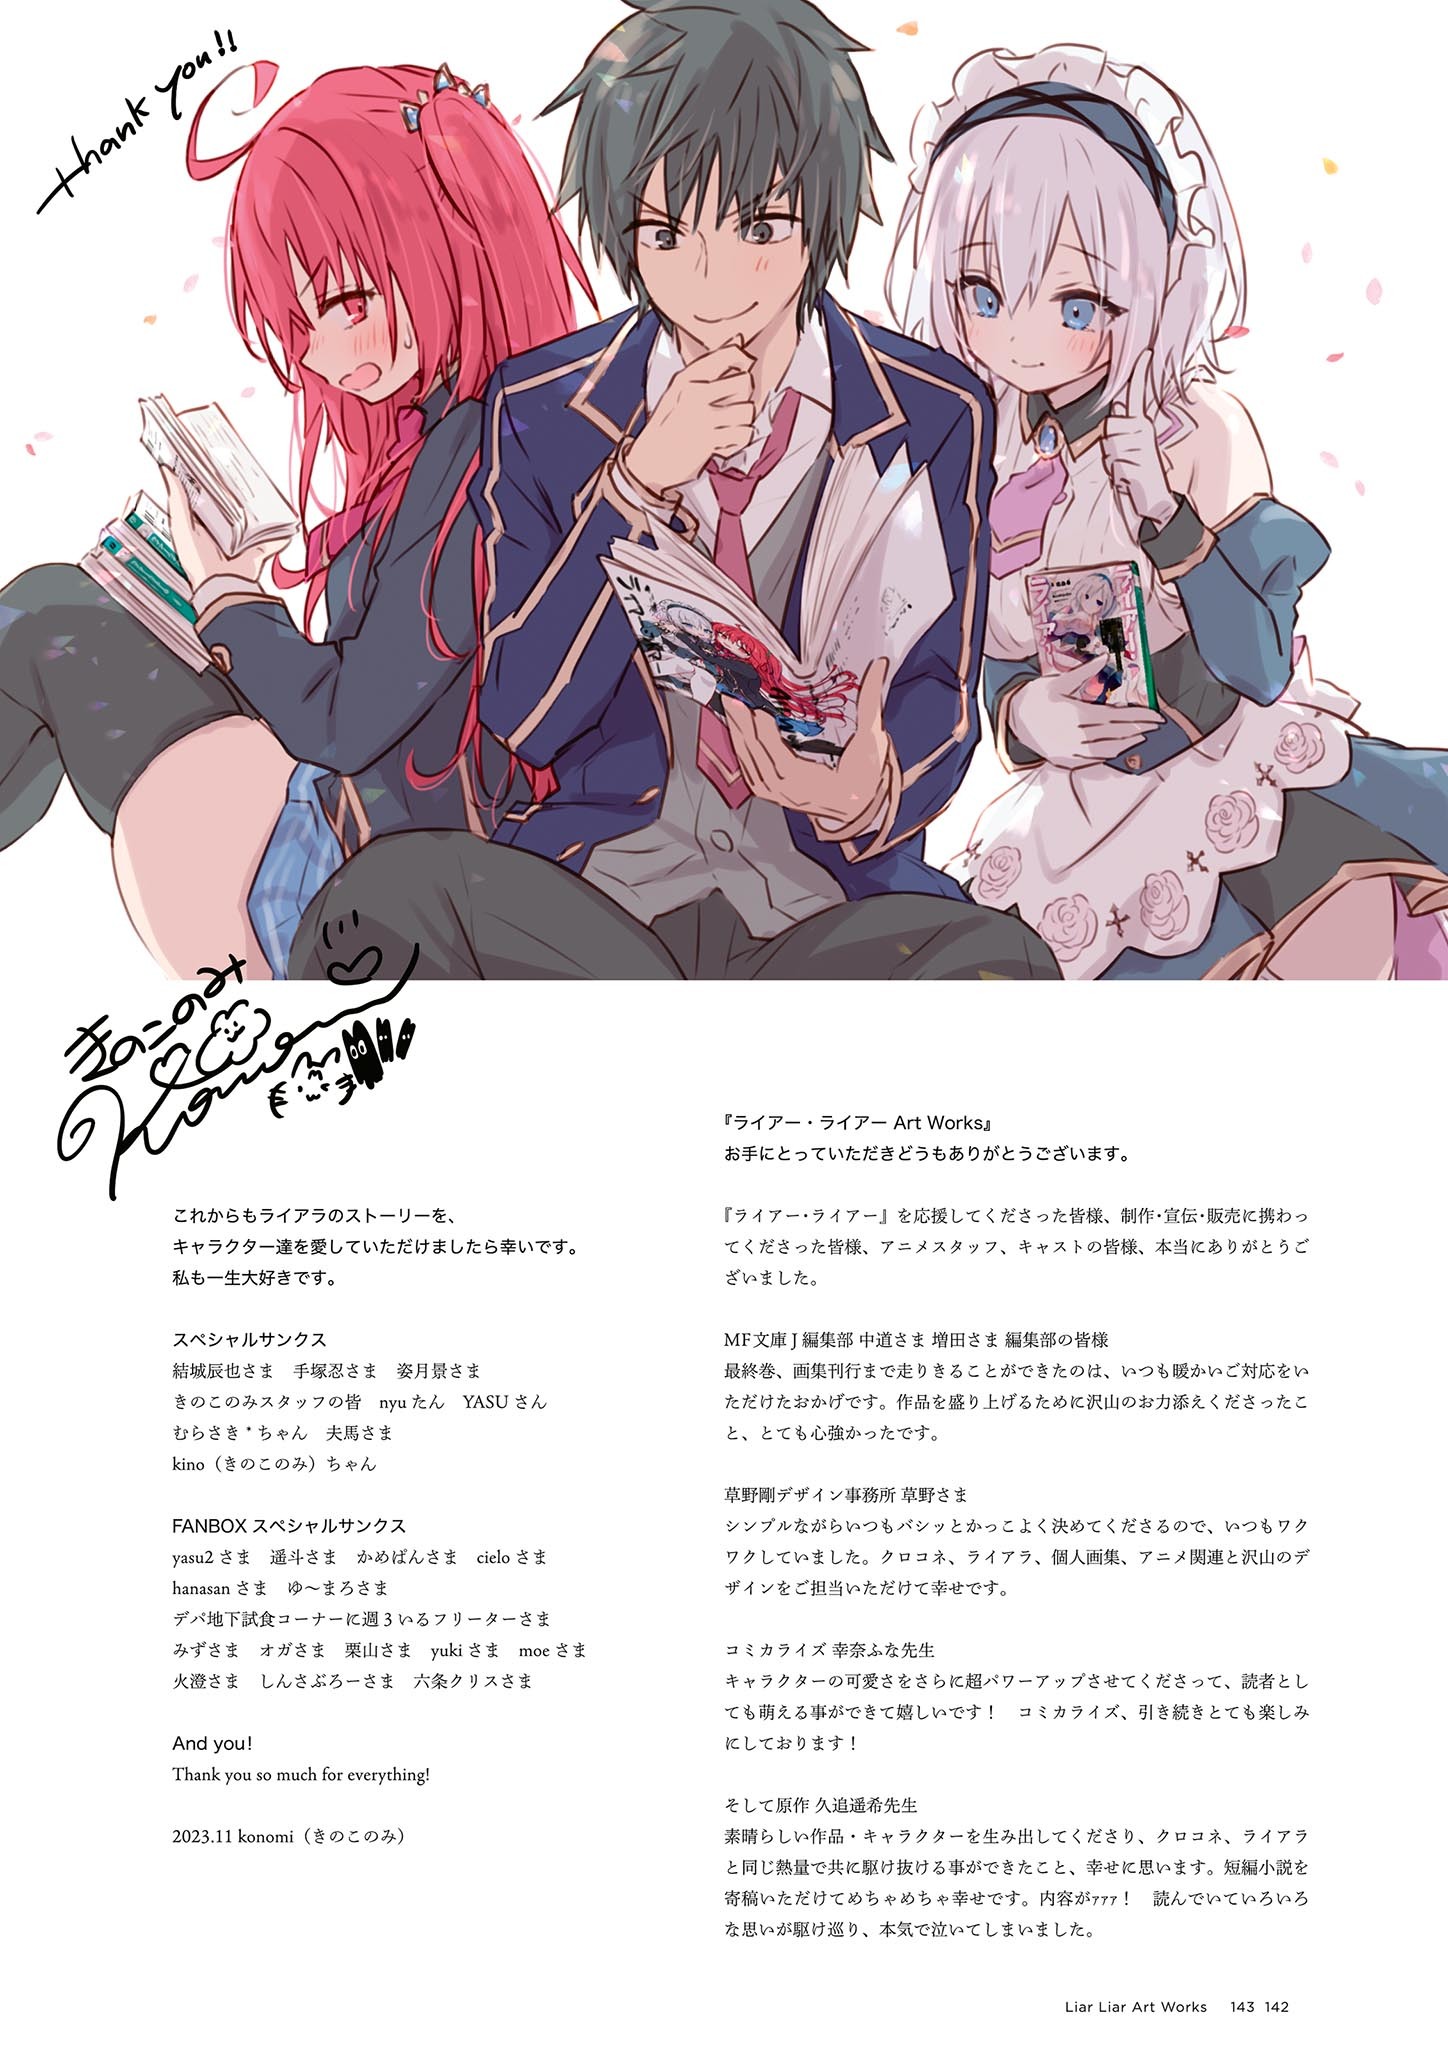 thank you!!
きのこのみ
Konomi
『ライアー・ライアー Art Works』
お手にとっていただきどうもありがとうございます。
『ライアー・ライアー』を応援してくださった皆様、制作・宣伝・販売に携わっ
てくださった皆様、アニメスタッフ、キャストの皆様、本当にありがとうご
ざいました。
MF文庫 J 編集部 中道さま 増田さま 編集部の皆様
最終巻、画集刊行まで走りきることができたのは、いつも暖かいご対応をい
ただけたおかげです。作品を盛り上げるために沢山のお力添えくださったこ
と、とても心強かったです。
草野剛デザイン事務所 草野さま
シンプルながらいつもバシッとかっこよく決めてくださるので、いつもワク
ワクしていました。クロコネ、ライアラ、個人画集、アニメ関連と沢山のデ
ザインをご担当いただけて幸せです。
コミカライズ 幸奈ふな先生
キャラクターの可愛さをさらに超パワーアップさせてくださって、読者とし
ても萌える事ができて嬉しいです！　コミカライズ、引き続きとても楽しみ
にしております！
そして原作 久追遥希先生
素晴らしい作品・キャラクターを生み出してくださり、クロコネ、ライアラ
と同じ熱量で共に駆け抜ける事ができたこと、幸せに思います。短編小説を
寄稿いただけてめちゃめちゃ幸せです。内容がｧｧｧ！　読んでいていろいろ
な思いが駆け巡り、本気で泣いてしまいました。
これからもライアラのストーリーを、
キャラクター達を愛していただけましたら幸いです。
私も一生大好きです。
スペシャルサンクス
結城辰也さま　手塚忍さま　姿月景さま
きのこのみスタッフの皆　nyu たん　YASU さん
むらさき * ちゃん　夫馬さま
kino（きのこのみ）ちゃん
FANBOX スペシャルサンクス
yasu2 さま　遥斗さま　かめぱんさま　cielo さま
hanasan さま　ゆ〜まろさま
デパ地下試食コーナーに週 3 いるフリーターさま
みずさま　オガさま　栗山さま　yuki さま　moe さま
火澄さま　しんさぶろーさま　六条クリスさま
And you!
Thank you so much for everything!
2023.11 konomi（きのこのみ）
Liar Liar Art Works 143 142